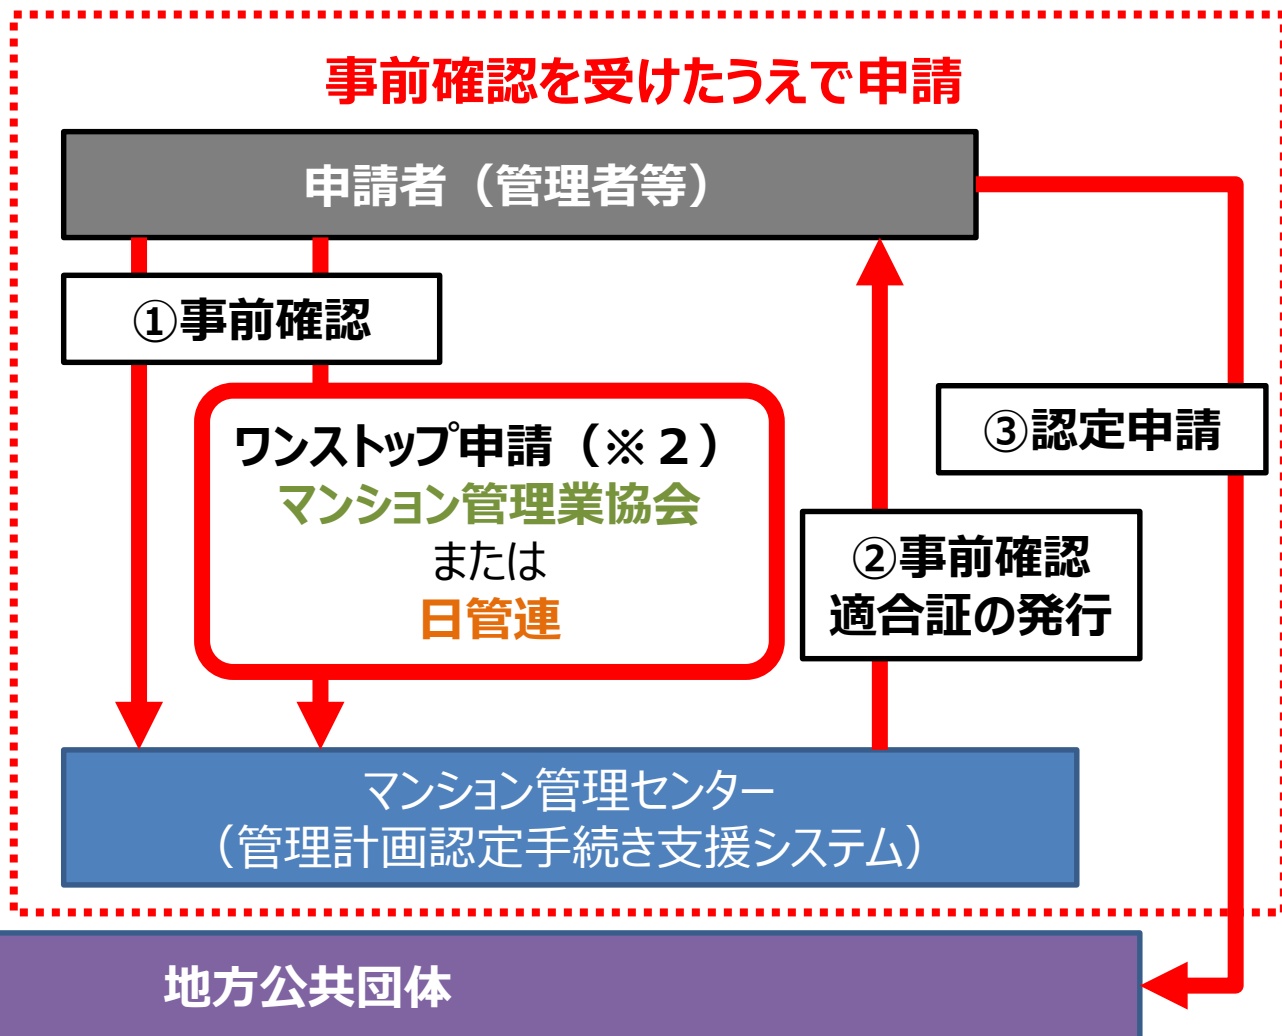 事前確認を受けたうえで申請
申請者（管理者等）
①事前確認
ワンストップ申請（※２）
マンション管理業協会
または
日管連
②事前確認
適合証の発行
③認定申請
マンション管理センター
（管理計画認定手続き支援システム）
地方公共団体